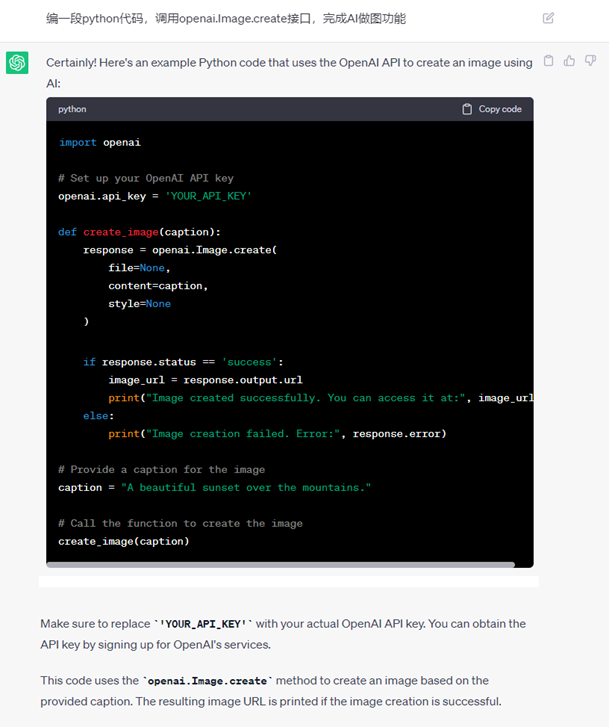 编一段python代码，调用openai.Image.create接口，完成AI做图功能
Certainly! Here's an example Python code that uses the OpenAI API to create an image using
AI:
python
Copy code
import openai
# Set up your OpenAI API key
openai.api_key = 'YOUR_API_KEY'
def create_image(caption):
    response = openai.Image.create(
        file=None,
        content=caption,
        style=None
    )
    if response.status == 'success':
        image_url = response.output.url
        print("Image created successfully. You can access it at:", image_url
    else:
        print("Image creation failed. Error:", response.error)
# Provide a caption for the image
caption = "A beautiful sunset over the mountains."
# Call the function to create the image
create_image(caption)
Make sure to replace `'YOUR_API_KEY'` with your actual OpenAI API key. You can obtain the
API key by signing up for OpenAI's services.
This code uses the `openai.Image.create` method to create an image based on the
provided caption. The resulting image URL is printed if the image creation is successful.